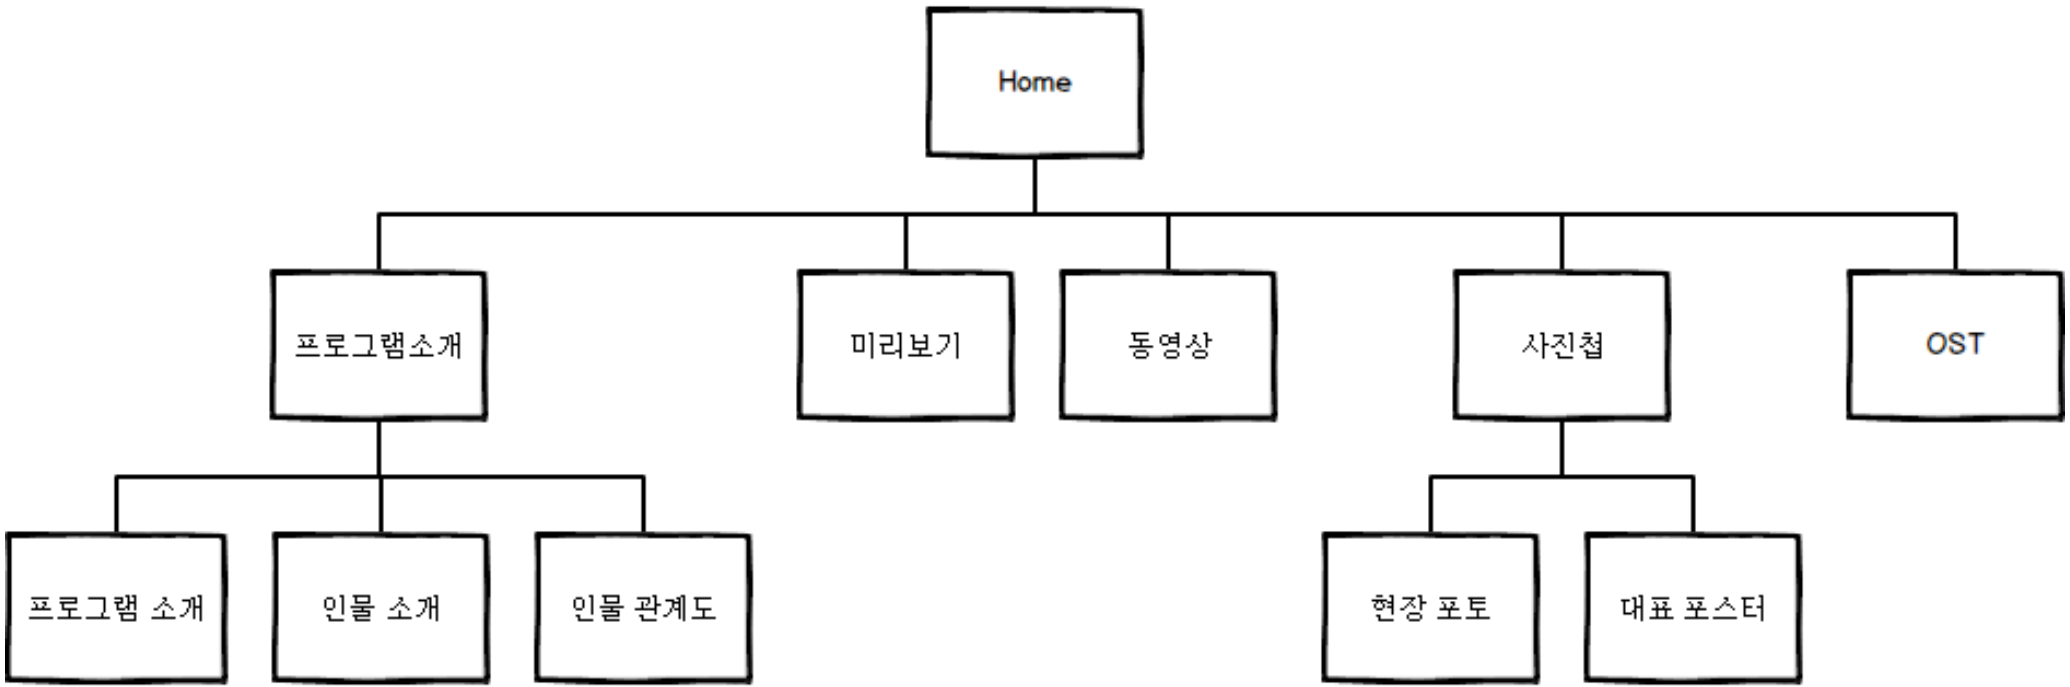 Home
프로그램소개
미리보기
동영상
사진첩
OST
프로그램 소개
인물 소개
인물 관계도
현장 포토
대표 포스터